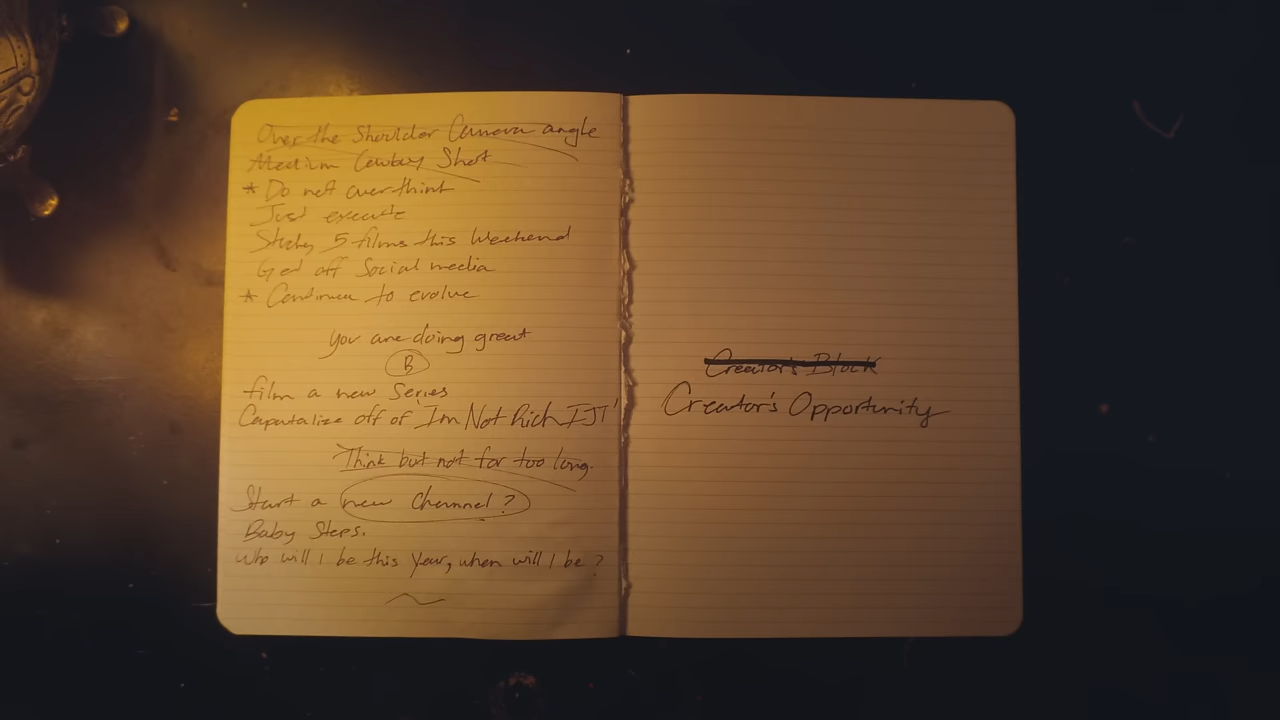 Over the Shoulder Camera angle
Medium Cowboy Shot
* Do not overthink
Just execute
Study 5 films this Weekend
Get off Social media
* Continue to evolve
you are doing great
B
film a new Series
Caputalize off of 'Im Not Rich IJT'
Think but not for too long.
Start a new Channel?
Baby Steps.
Who will I be this Year, when will I be?
Creator's Block
Creator's Opportunity